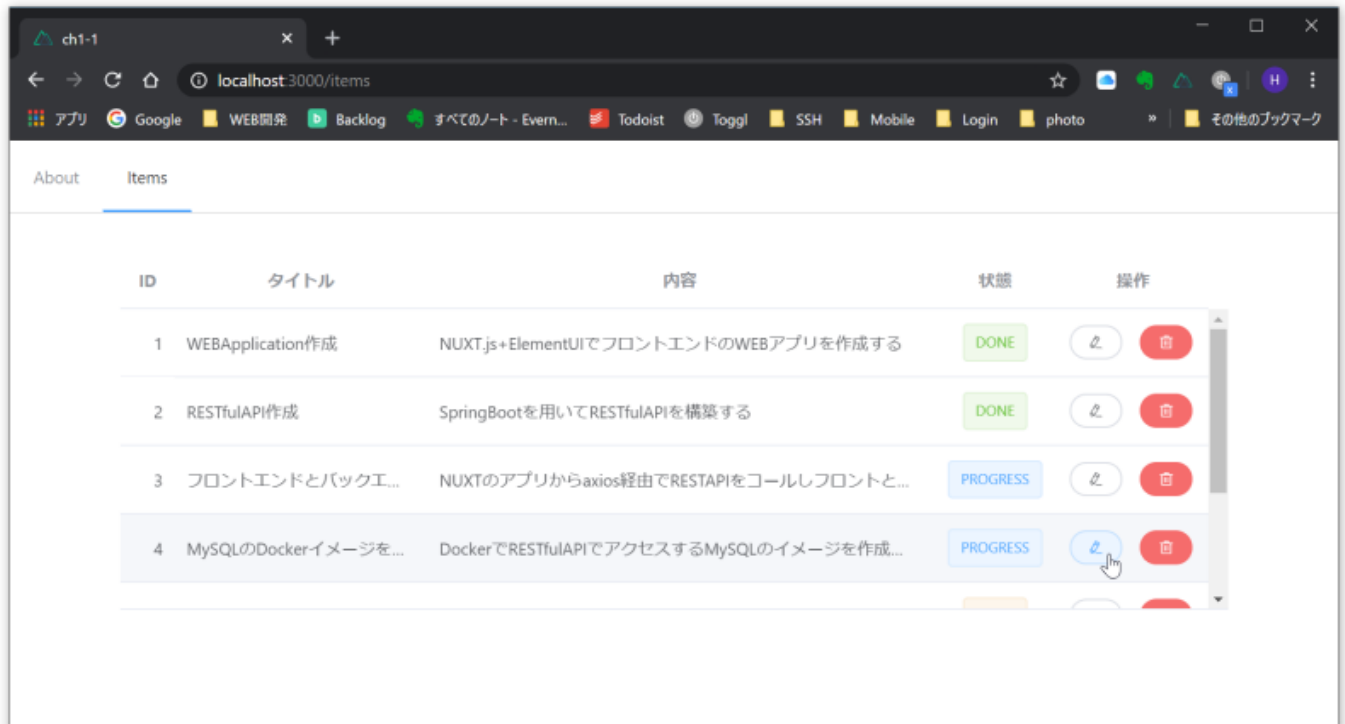 ch1-1
localhost:3000/items
H
アプリ Google WEB開発 Backlog すべてのノート - Evern... Todoist Toggl SSH Mobile Login photo » その他のブックマーク
About Items
ID タイトル 内容 状態 操作
1 WEBApplication作成 NUXT.js+ElementUIでフロントエンドのWEBアプリを作成する DONE
2 RESTfulAPI作成 SpringBootを用いてRESTfulAPIを構築する DONE
3 フロントエンドとバックエ... NUXTのアプリからaxios経由でRESTAPIをコールしフロントと... PROGRESS
4 MySQLのDockerイメージを... DockerでRESTfulAPIでアクセスするMySQLのイメージを作成... PROGRESS